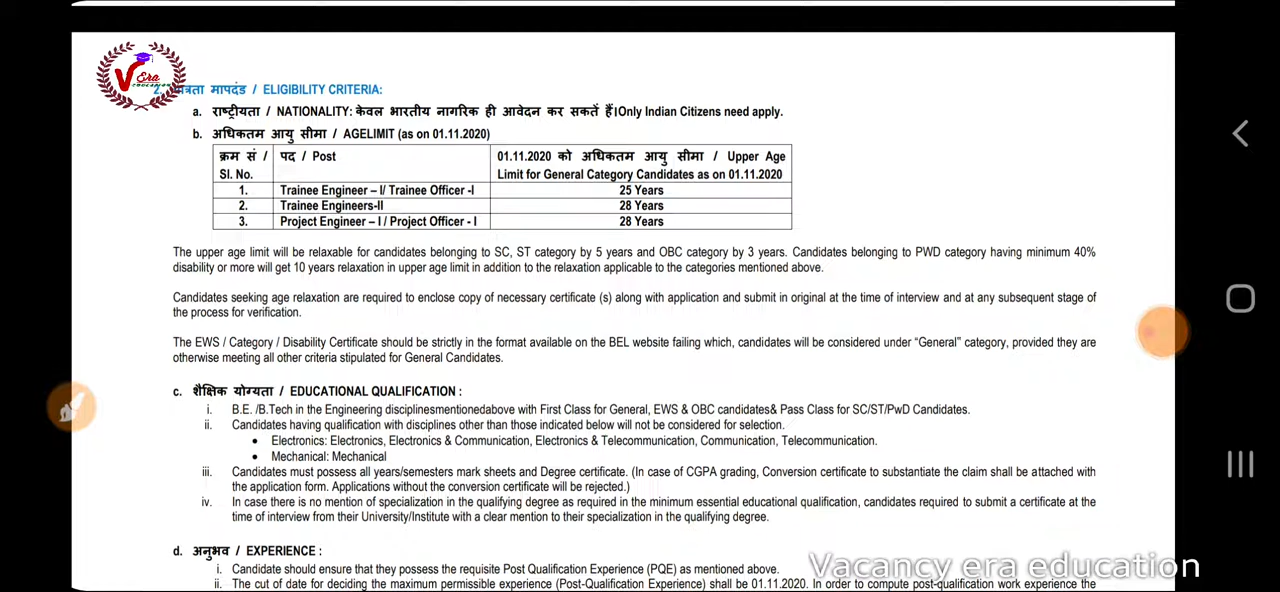 Era
EDUCATION
2. मापदंड / ELIGIBILITY CRITERIA:
a. राष्ट्रीयता / NATIONALITY: केवल भारतीय नागरिक ही आवेदन कर सकतें हैं।Only Indian Citizens need apply.
b. अधिकतम आयु सीमा / AGELIMIT (as on 01.11.2020)
क्रम सं / पद / Post 01.11.2020 को अधिकतम आयु सीमा / Upper Age
Sl. No. Limit for General Category Candidates as on 01.11.2020
1. Trainee Engineer – I/ Trainee Officer -I 25 Years
2. Trainee Engineers-II 28 Years
3. Project Engineer – I / Project Officer - I 28 Years
The upper age limit will be relaxable for candidates belonging to SC, ST category by 5 years and OBC category by 3 years. Candidates belonging to PWD category having minimum 40%
disability or more will get 10 years relaxation in upper age limit in addition to the relaxation applicable to the categories mentioned above.
Candidates seeking age relaxation are required to enclose copy of necessary certificate (s) along with application and submit in original at the time of interview and at any subsequent stage of
the process for verification.
The EWS / Category / Disability Certificate should be strictly in the format available on the BEL website failing which, candidates will be considered under “General” category, provided they are
otherwise meeting all other criteria stipulated for General Candidates.
c. शैक्षिक योग्यता / EDUCATIONAL QUALIFICATION :
i. B.E. /B.Tech in the Engineering disciplinesmentionedabove with First Class for General, EWS & OBC candidates& Pass Class for SC/ST/PwD Candidates.
ii. Candidates having qualification with disciplines other than those indicated below will not be considered for selection.
• Electronics: Electronics, Electronics & Communication, Electronics & Telecommunication, Communication, Telecommunication.
• Mechanical: Mechanical
iii. Candidates must possess all years/semesters mark sheets and Degree certificate. (In case of CGPA grading, Conversion certificate to substantiate the claim shall be attached with
the application form. Applications without the conversion certificate will be rejected.)
iv. In case there is no mention of specialization in the qualifying degree as required in the minimum essential educational qualification, candidates required to submit a certificate at the
time of interview from their University/Institute with a clear mention to their specialization in the qualifying degree.
d. अनुभव / EXPERIENCE :
i. Candidate should ensure that they possess the requisite Post Qualification Experience (PQE) as mentioned above.
ii. The cut of date for deciding the maximum permissible experience (Post-Qualification Experience) shall be 01.11.2020. In order to compute post-qualification work experience the
Vacancy era education